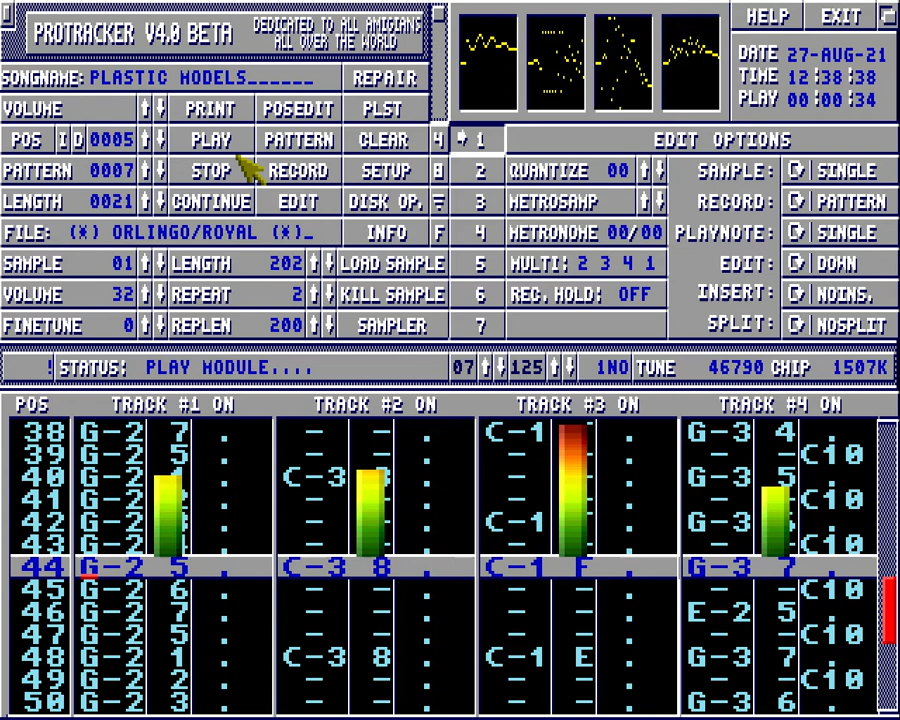 PROTRACKER V4.0 BETA
DEDICATED TO ALL AMIGIANS
ALL OVER THE WORLD
HELP EXIT
DATE 27-AUG-21
TIME 12:38:38
PLAY 00:00:34
SONGNAME: PLASTIC MODELS______ REPAIR
VOLUME PRINT POSEDIT PLST
POS I D 0005 PLAY PATTERN CLEAR 4 1 EDIT OPTIONS
PATTERN 0007 STOP RECORD SETUP 8 2 QUANTIZE 00 SAMPLE: SINGLE
LENGTH 0021 CONTINUE EDIT DISK OP. 3 METROSAMP RECORD: PATTERN
FILE: (*) ORLINGO/ROYAL (*)_ INFO F 4 METRONOME 00/00 PLAYNOTE: SINGLE
SAMPLE 01 LENGTH 202 LOAD SAMPLE 5 MULTI: 2 3 4 1 EDIT: DOWN
VOLUME 32 REPEAT 2 KILL SAMPLE 6 REC. HOLD: OFF INSERT: NOINS.
FINETUNE 0 REPLEN 200 SAMPLER 7 SPLIT: NOSPLIT
! STATUS: PLAY MODULE.... 07 125 1NO TUNE 46790 CHIP 1507K
POS TRACK #1 ON TRACK #2 ON TRACK #3 ON TRACK #4 ON
38 G-2 7 . - - . C-1 . G-3 4 .
39 G-2 5 . - - . - . - - C10
40 G-2 . C-3 . - . G-3 5 .
41 G-2 . - . - . - C10
42 G-2 . - . C-1 . G-3 .
43 G-2 . - . - . - C10
44 G-2 5 . C-3 8 . C-1 F . G-3 7 .
45 G-2 6 . - - . - - . - - C10
46 G-2 7 . - - . - - . E-2 5 .
47 G-2 5 . - - . - - . - - C10
48 G-2 1 . C-3 8 . C-1 E . G-3 7 .
49 G-2 2 . - - . - - . - - C10
50 G-2 3 . - - . - - . G-3 6 .